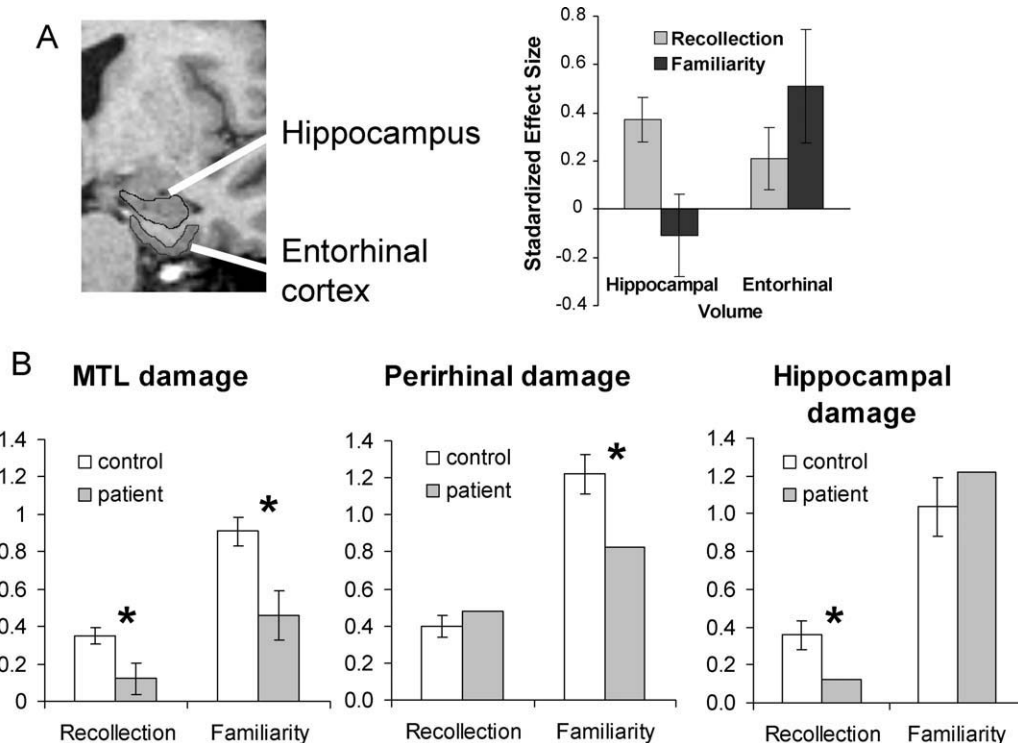 A
Hippocampus
Entorhinal
cortex
Stadardized Effect Size
0.8
0.6
0.4
0.2
0
-0.2
-0.4
Recollection
Familiarity
Hippocampal Entorhinal
Volume
B
MTL damage
1.4
1.2
1
0.8
0.6
0.4
0.2
0
control
patient
*
*
Recollection Familiarity
Perirhinal damage
1.4
1.2
1.0
0.8
0.6
0.4
0.2
0.0
control
patient
*
Recollection Familiarity
Hippocampal
damage
1.4
1.2
1.0
0.8
0.6
0.4
0.2
0.0
control
patient
*
Recollection Familiarity